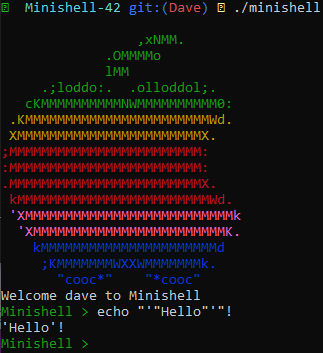 Minishell-42 git:(Dave) ./minishell
,xNMM.
.OMMMMo
lMM
.;loddo:. .olloddol;.
cKMMMMMMMMMMNWMMMMMMMMMM0:
.KMMMMMMMMMMMMMMMMMMMMMMMWd.
XMMMMMMMMMMMMMMMMMMMMMMMX.
;MMMMMMMMMMMMMMMMMMMMMMMM:
:MMMMMMMMMMMMMMMMMMMMMMMM:
.MMMMMMMMMMMMMMMMMMMMMMMMX.
kMMMMMMMMMMMMMMMMMMMMMMMMWd.
'XMMMMMMMMMMMMMMMMMMMMMMMMMMk
'XMMMMMMMMMMMMMMMMMMMMMMMMK.
kMMMMMMMMMMMMMMMMMMMMMMd
;KMMMMMMMWXXWMMMMMMMk.
"cooc*" "*cooc"
Welcome dave to Minishell
Minishell > echo "'"Hello"'"!
'Hello'!
Minishell >